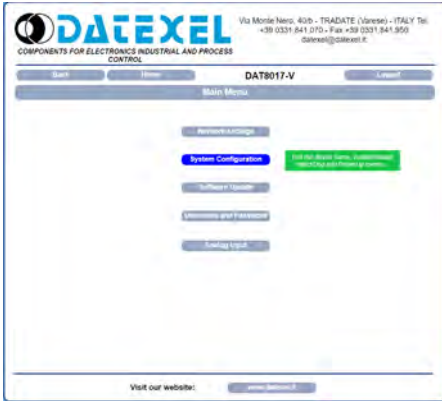 DATEXEL
Via Monte Nero, 40/b - TRADATE (Varese) - ITALY Tel.
+39 0331.841.070 - Fax +39 0331.841.950
datexel@datexel.it
COMPONENTS FOR ELECTRONICS INDUSTRIAL AND PROCESS
CONTROL
Back
Home
DAT8017-V
Logout
Main Menu
Network settings
System Configuration
Software Update
Username and Password
Analog Input
Visit our website:
www.datexel.it